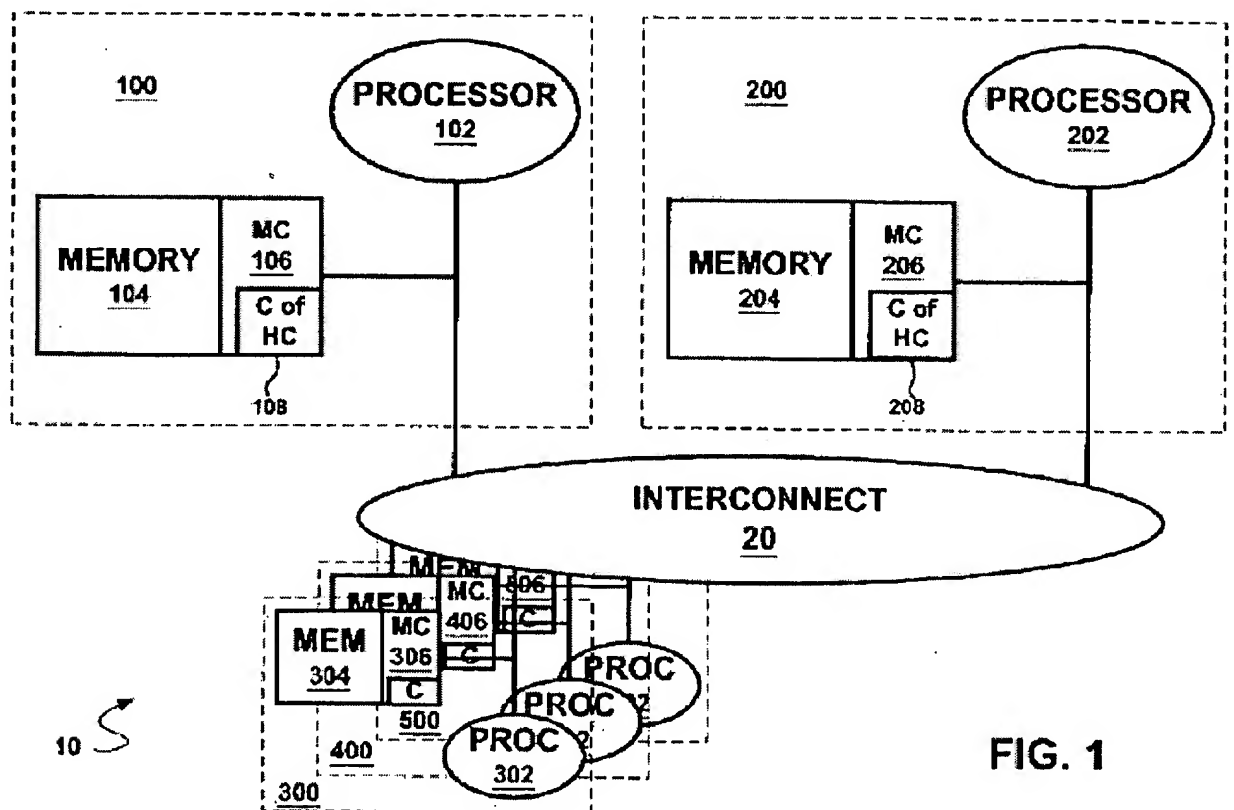 100
PROCESSOR
102
MEMORY
104
MC
106
C of
HC
108
200
PROCESSOR
202
MEMORY
204
MC
206
C of
HC
208
INTERCONNECT
20
MEM
506
C
MEM
MC
406
C
MEM
304
MC
306
C
500
400
300
PROC
2
PROC
2
PROC
302
10
FIG. 1